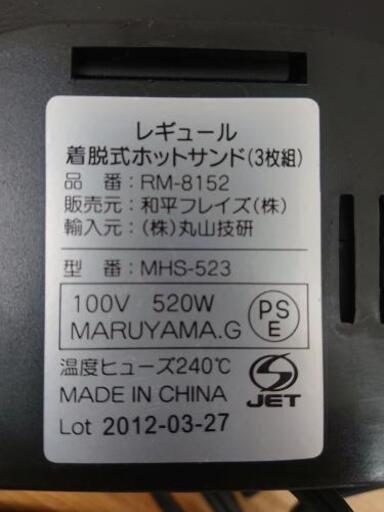 レギュール
着脱式ホットサンド(3枚組)
品 番:RM-8152
販売元:和平フレイズ(株)
輸入元:(株)丸山技研
型 番:MHS-523
100V 520W
MARUYAMA.G
PS
E
温度ヒューズ240℃
MADE IN CHINA
JET
Lot 2012-03-27